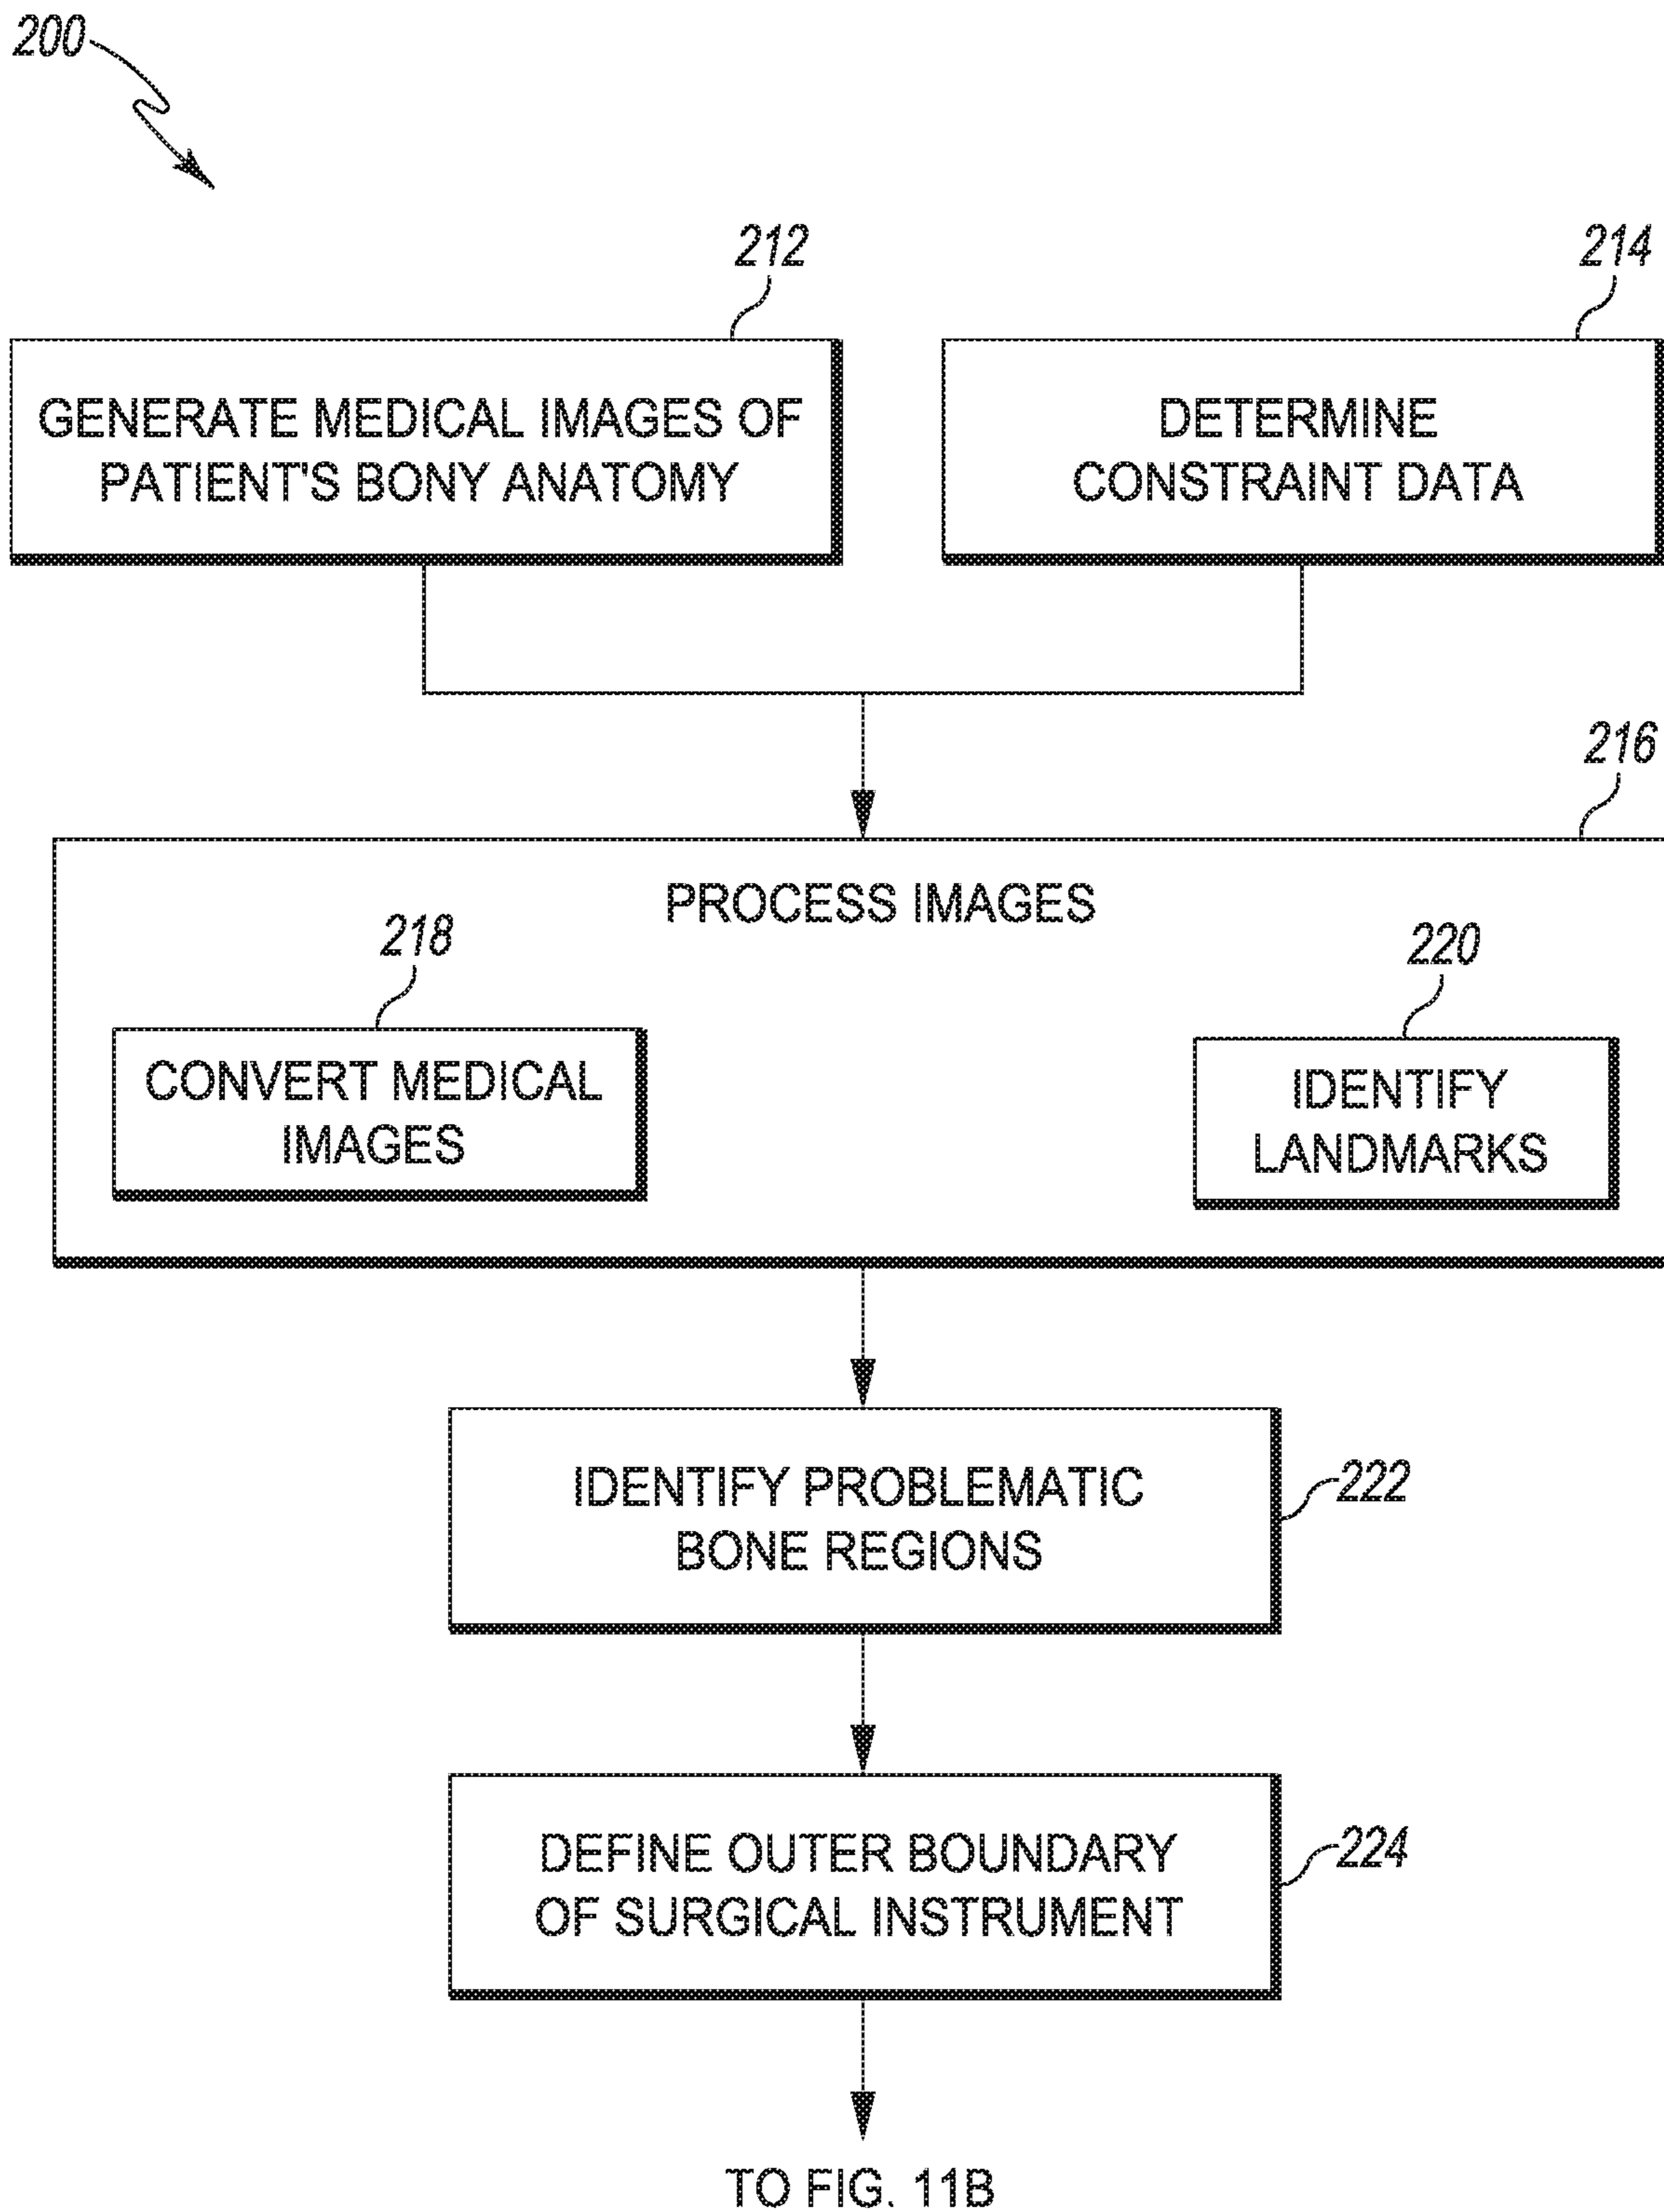 200
212
214
GENERATE MEDICAL IMAGES OF
PATIENT'S BONY ANATOMY
DETERMINE
CONSTRAINT DATA
216
PROCESS IMAGES
218
220
CONVERT MEDICAL
IMAGES
IDENTIFY
LANDMARKS
IDENTIFY PROBLEMATIC
BONE REGIONS
222
DEFINE OUTER BOUNDARY
OF SURGICAL INSTRUMENT
224
TO FIG. 11B